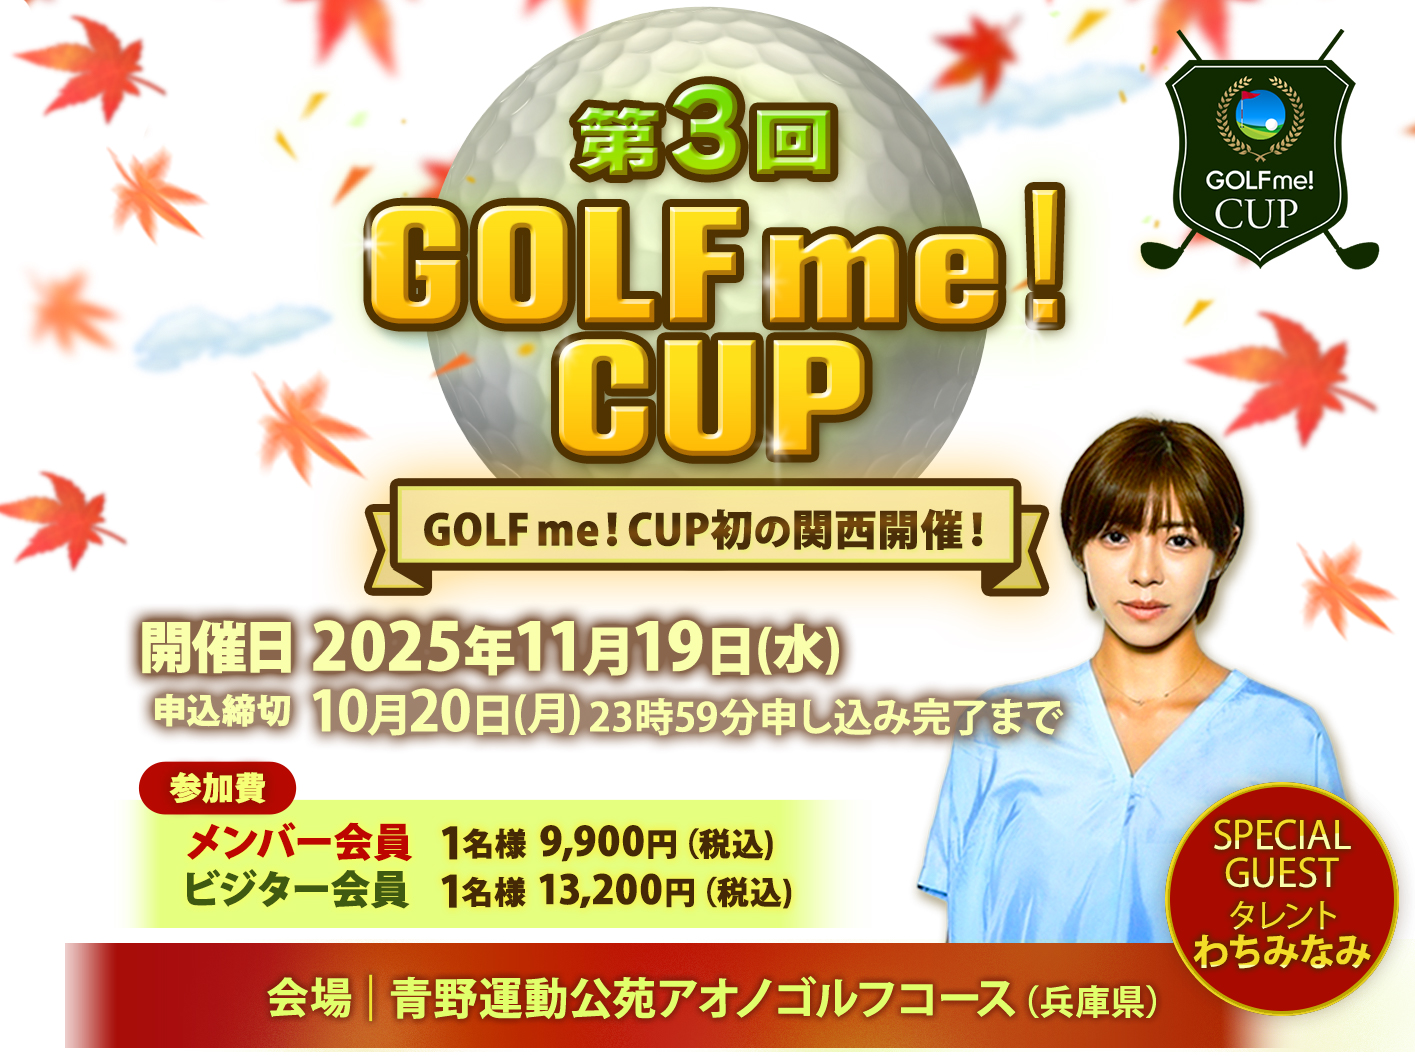 第3回
GOLF me!
CUP
GOLF me!
CUP
GOLF me! CUP初の関西開催!
開催日 2025年11月19日(水)
申込締切 10月20日(月) 23時59分申し込み完了まで
参加費
メンバー会員 1名様 9,900円（税込)
ビジター会員 1名様 13,200円（税込)
SPECIAL
GUEST
タレント
わちみなみ
会場｜青野運動公苑アオノゴルフコース（兵庫県）